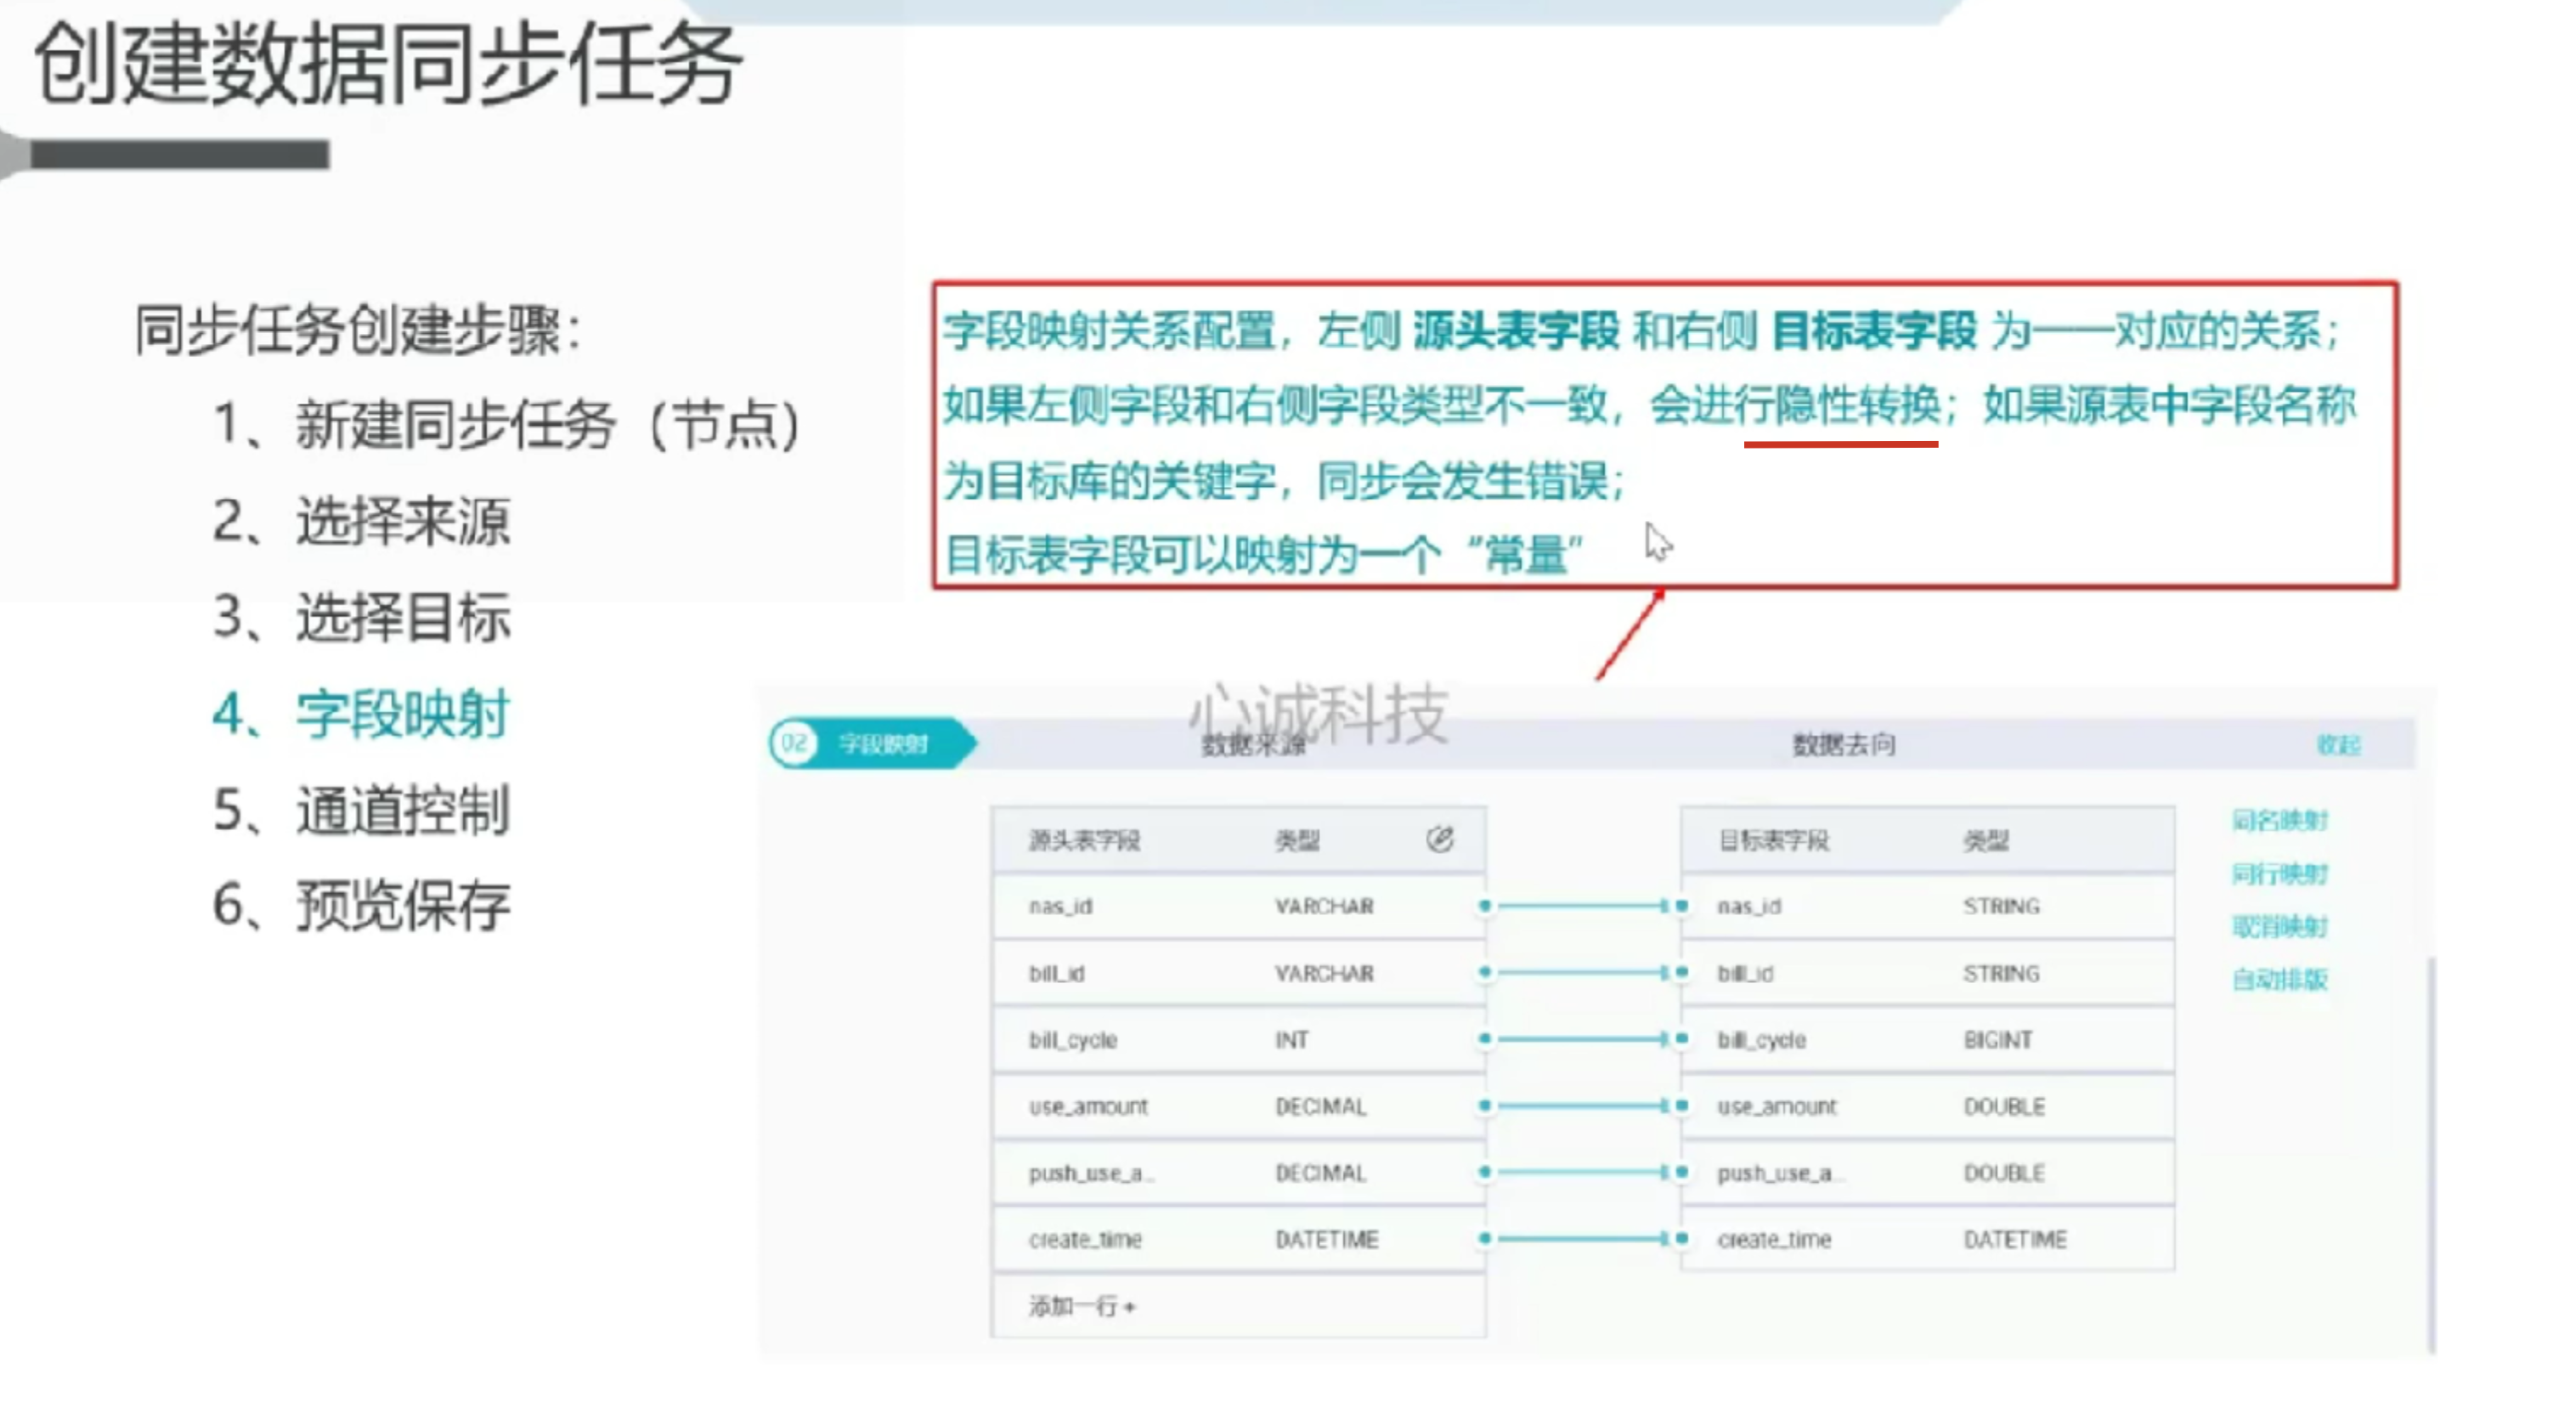 创建数据同步任务
同步任务创建步骤：
1、新建同步任务（节点）
2、选择来源
3、选择目标
4、字段映射
5、通道控制
6、预览保存
字段映射关系配置，左侧 源头表字段 和右侧 目标表字段 为一一对应的关系；
如果左侧字段和右侧字段类型不一致，会进行隐性转换；如果源表中字段名称
为目标库的关键字，同步会发生错误；
目标表字段可以映射为一个“常量”
心诚科技
02 字段映射 数据来源 数据去向 收起
源头表字段 类型 目标表字段 类型
nas_id VARCHAR nas_id STRING
bill_id VARCHAR bill_id STRING
bill_cycle INT bill_cycle BIGINT
use_amount DECIMAL use_amount DOUBLE
push_use_a... DECIMAL push_use_a... DOUBLE
create_time DATETIME create_time DATETIME
添加一行 +
同名映射
同行映射
取消映射
自动排版